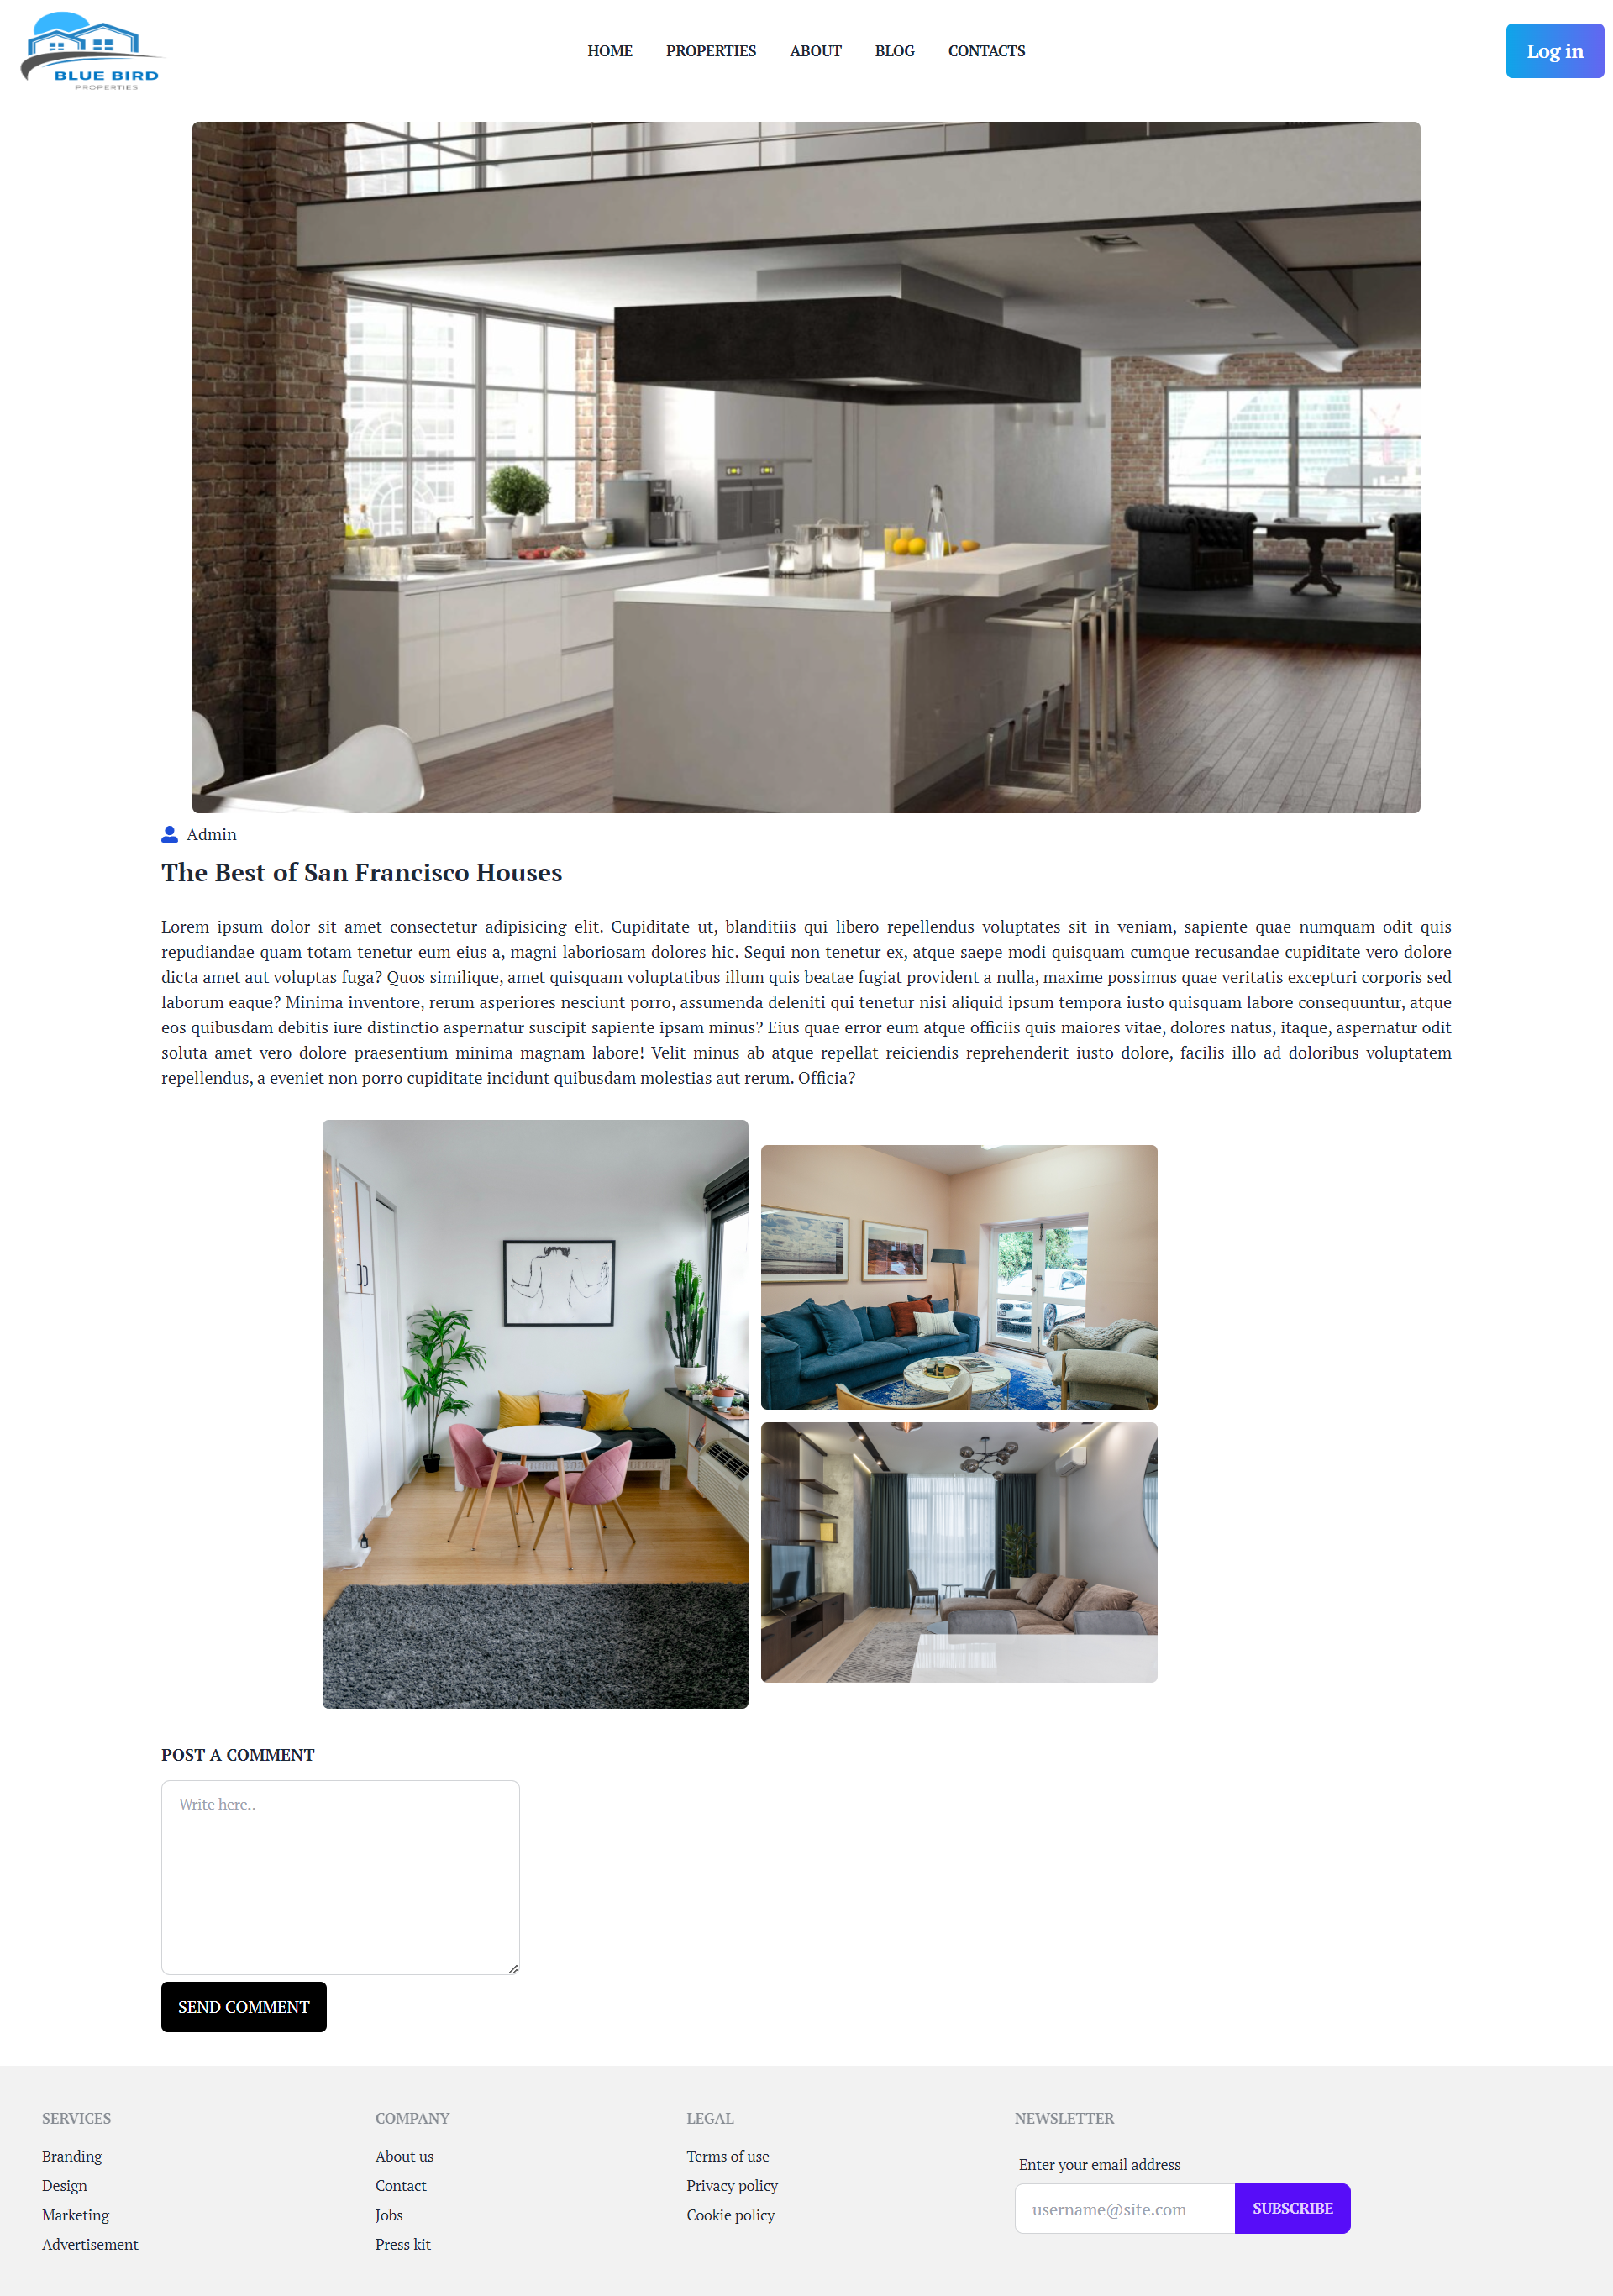 BLUE BIRD
PROPERTIES
HOME
PROPERTIES
ABOUT
BLOG
CONTACTS
Log in
Admin
The Best of San Francisco Houses
Lorem ipsum dolor sit amet consectetur adipisicing elit. Cupiditate ut, blanditiis qui libero repellendus voluptates sit in veniam, sapiente quae numquam odit quis
repudiandae quam totam tenetur eum eius a, magni laboriosam dolores hic. Sequi non tenetur ex, atque saepe modi quisquam cumque recusandae cupiditate vero dolore
dicta amet aut voluptas fuga? Quos similique, amet quisquam voluptatibus illum quis beatae fugiat provident a nulla, maxime possimus quae veritatis excepturi corporis sed
laborum eaque? Minima inventore, rerum asperiores nesciunt porro, assumenda deleniti qui tenetur nisi aliquid ipsum tempora iusto quisquam labore consequuntur, atque
eos quibusdam debitis iure distinctio aspernatur suscipit sapiente ipsam minus? Eius quae error eum atque officiis quis maiores vitae, dolores natus, itaque, aspernatur odit
soluta amet vero dolore praesentium minima magnam labore! Velit minus ab atque repellat reiciendis reprehenderit iusto dolore, facilis illo ad doloribus voluptatem
repellendus, a eveniet non porro cupiditate incidunt quibusdam molestias aut rerum. Officia?
POST A COMMENT
Write here..
SEND COMMENT
SERVICES
Branding
Design
Marketing
Advertisement
COMPANY
About us
Contact
Jobs
Press kit
LEGAL
Terms of use
Privacy policy
Cookie policy
NEWSLETTER
Enter your email address
username@site.com
SUBSCRIBE